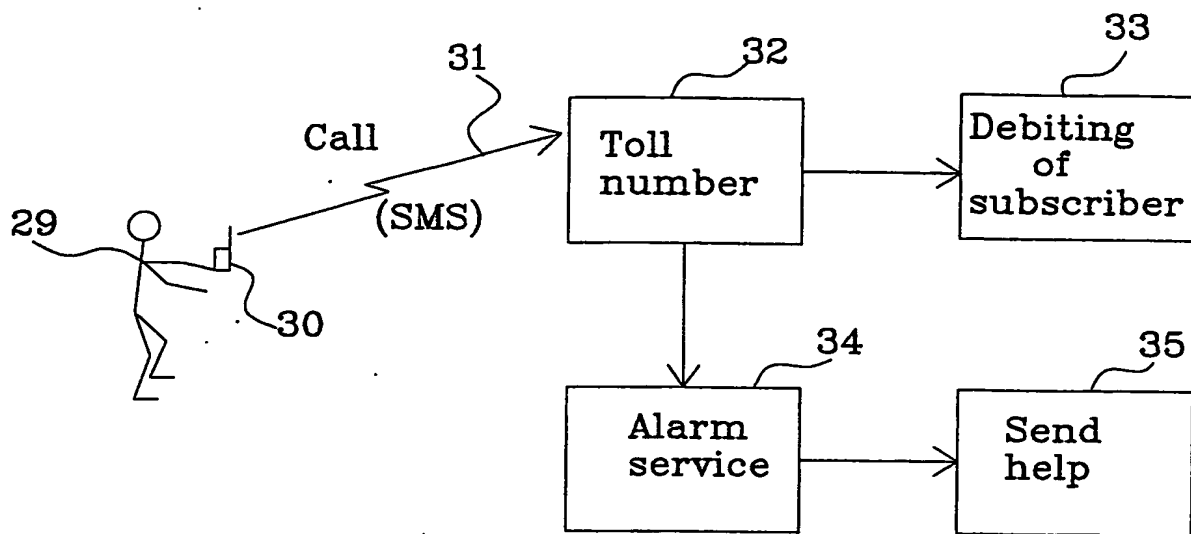 31
32
33
Call
(SMS)
Toll
number
Debiting
of
subscriber
29
30
34
35
Alarm
service
Send
help